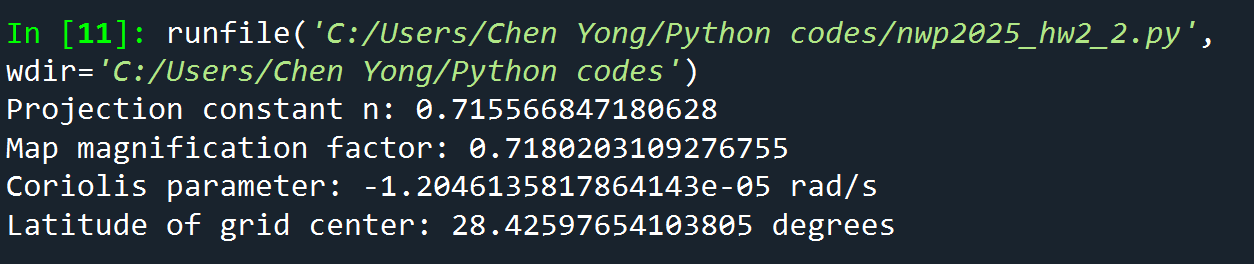 In [11]: runfile('C:/Users/Chen Yong/Python codes/nwp2025_hw2_2.py',
wdir='C:/Users/Chen Yong/Python codes')
Projection constant n: 0.715566847180628
Map magnification factor: 0.7180203109276755
Coriolis parameter: -1.2046135817864143e-05 rad/s
Latitude of grid center: 28.42597654103805 degrees